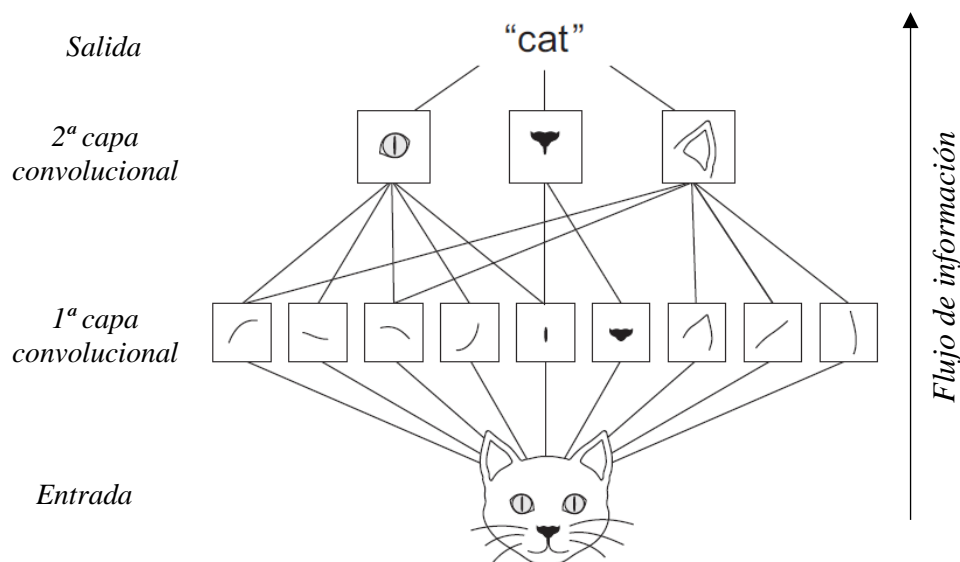 Salida
“cat”
2ª capa
convolucional
1ª capa
convolucional
Entrada
Flujo de información